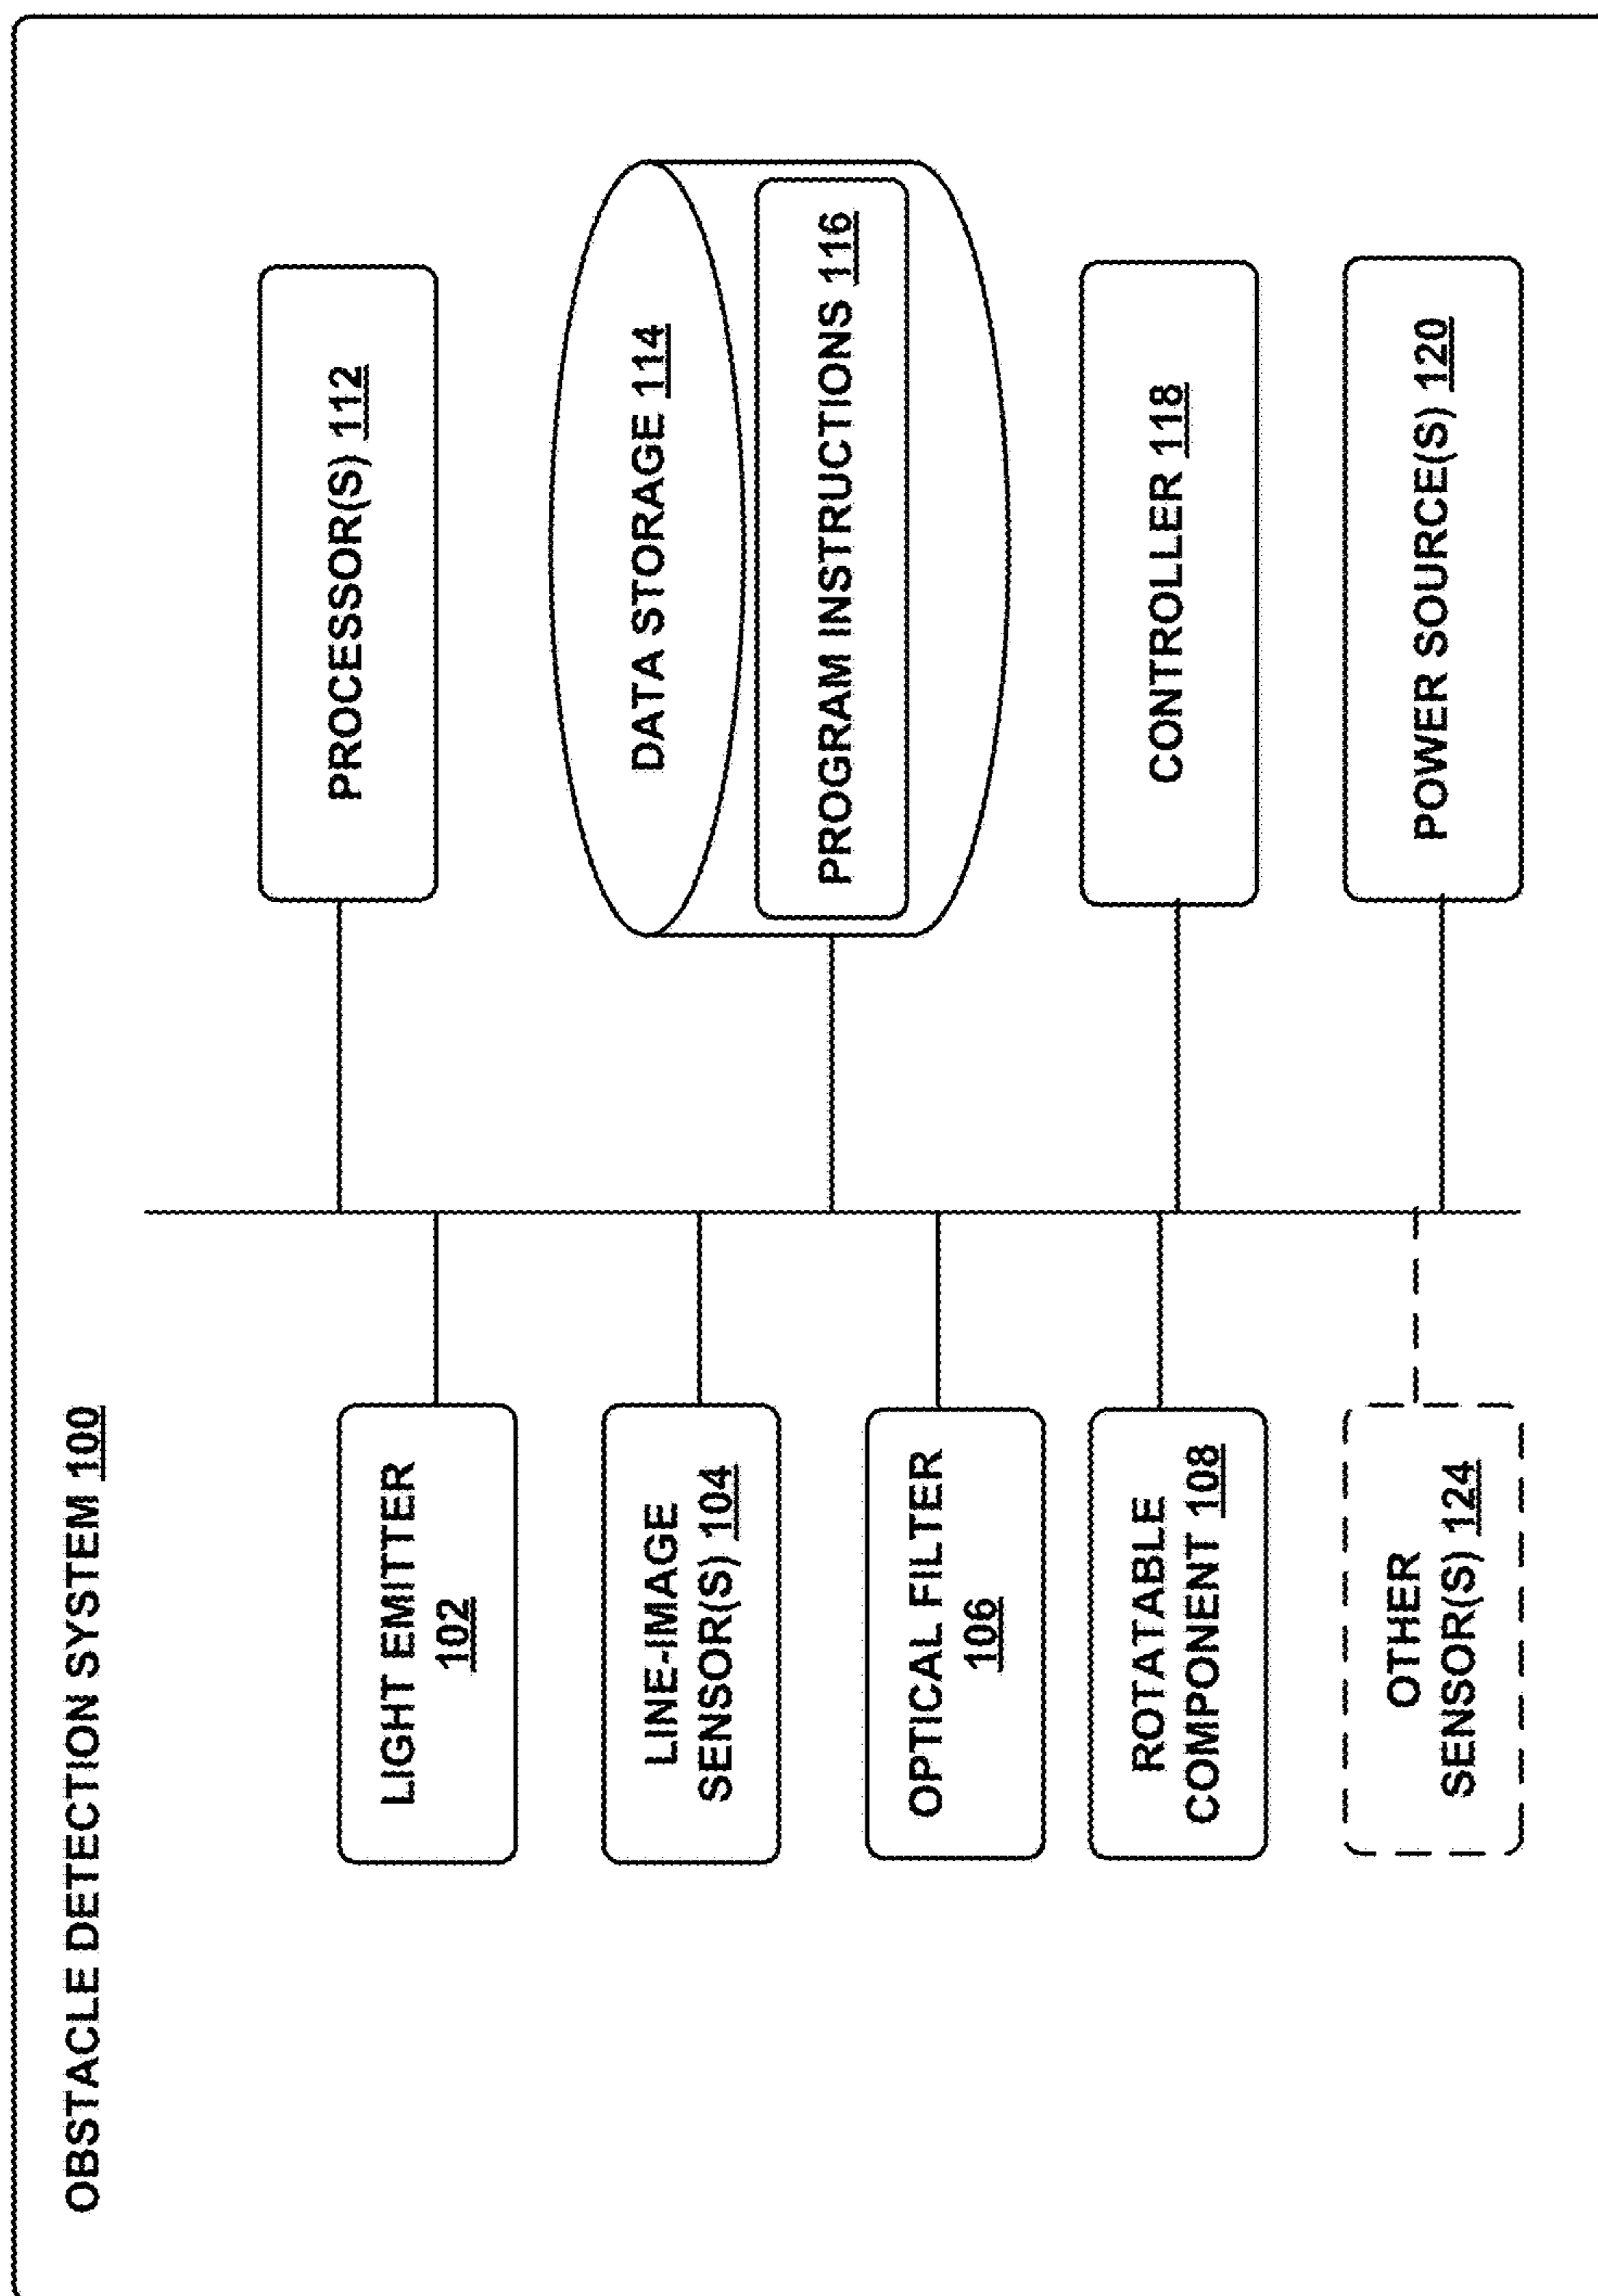 OBSTACLE DETECTION SYSTEM 100
LIGHT EMITTER
102
LINE-IMAGE
SENSOR(S) 104
OPTICAL FILTER
106
ROTATABLE
COMPONENT 108
OTHER
SENSOR(S) 124
PROCESSOR(S) 112
DATA STORAGE 114
PROGRAM INSTRUCTIONS 116
CONTROLLER 118
POWER SOURCE(S) 120